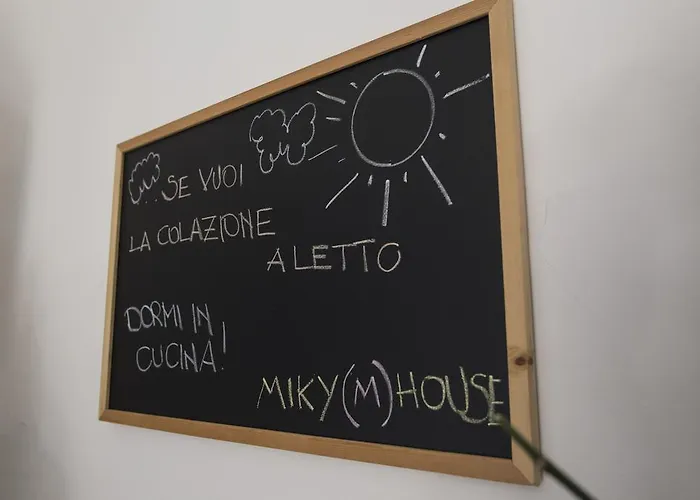 ...SE VUOI
LA COLAZIONE
A LETTO
DORMI IN
CUCINA!
MIKY(M)HOUSE